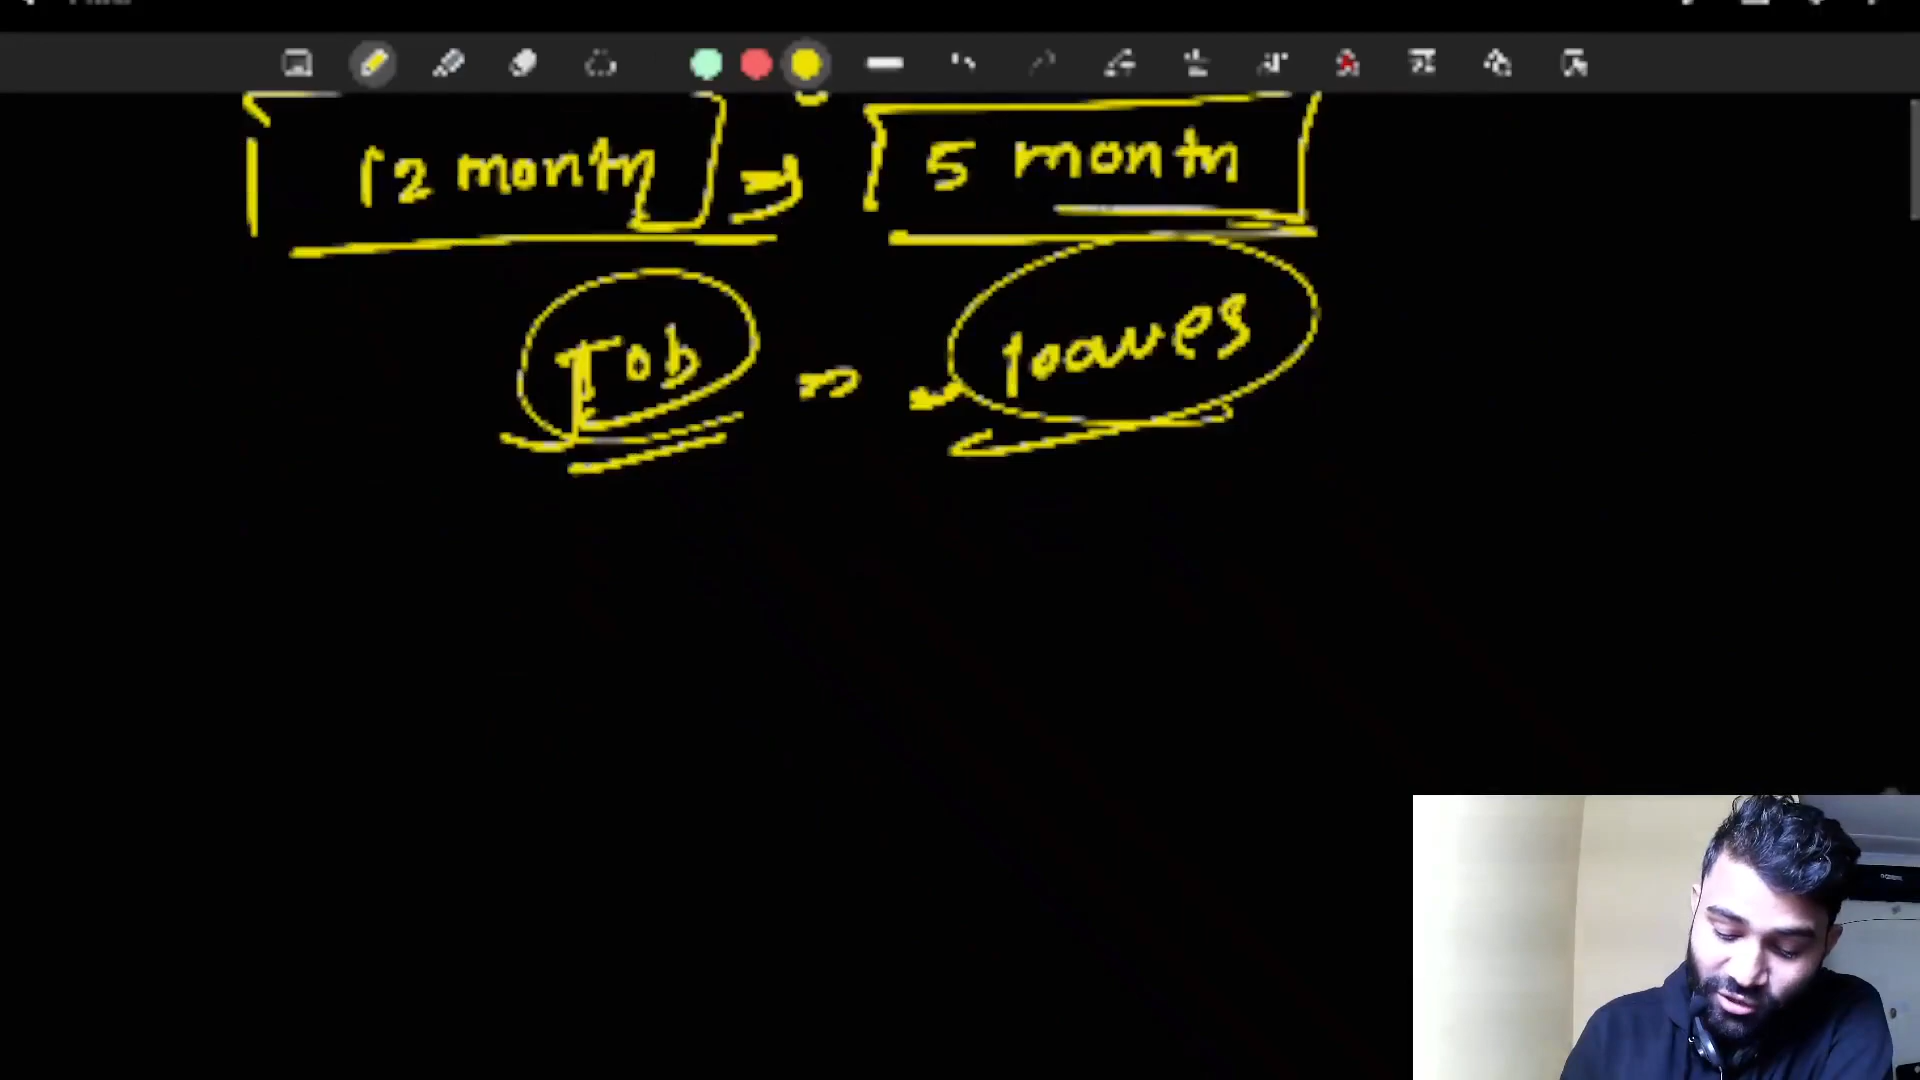 12 month ⇒ 5 month
Job ⇒ leaves